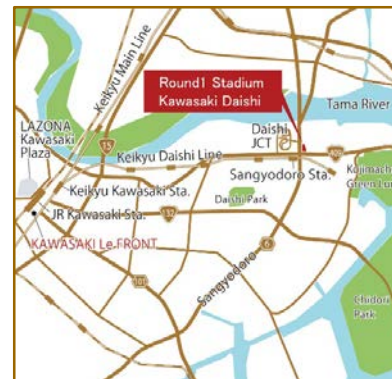 Keikyu Main Line
Round1 Stadium
Kawasaki Daishi
Tama River
LAZONA
Kawasaki
Plaza
15
Daishi
JCT
Keikyu Daishi Line
Sangyodoro Sta.
Keikyu Kawasaki Sta.
Daishi Park
Green
JR Kawasaki Sta.
132
KAWASAKI Le FRONT
6
Sangyodoro
Chidori
Park